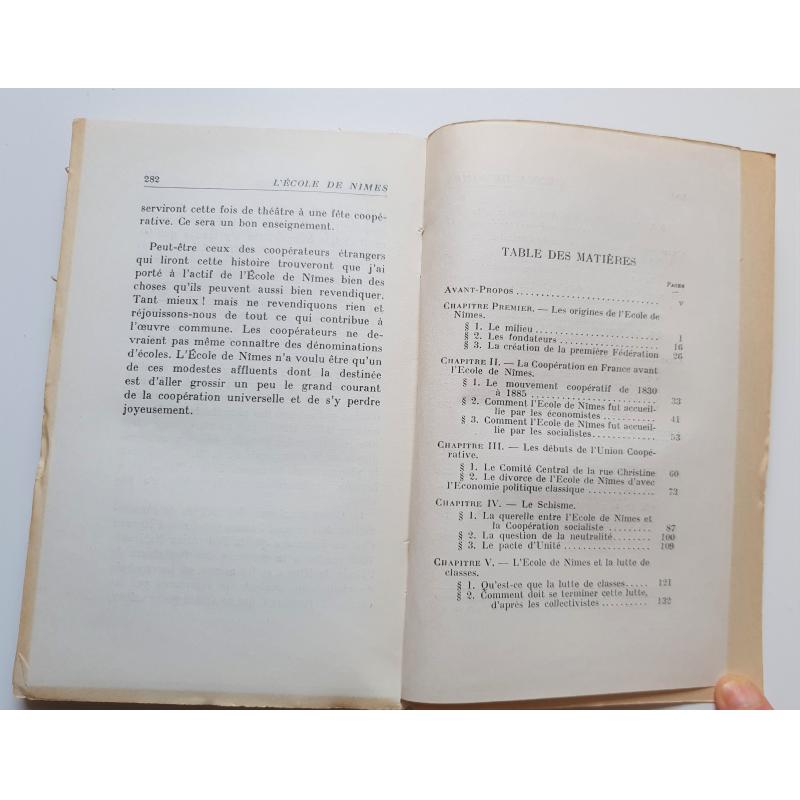 282 L'ÉCOLE DE NIMES
serviront cette fois de théâtre à une fête coopé-
rative. Ce sera un bon enseignement.
Peut-être ceux des coopérateurs étrangers
qui liront cette histoire trouveront que j'ai
porté à l'actif de l'École de Nîmes bien des
choses qu'ils peuvent aussi bien revendiquer.
Tant mieux ! mais ne revendiquons rien et
réjouissons-nous de tout ce qui contribue à
l'œuvre commune. Les coopérateurs ne de-
vraient pas même connaître des dénominations
d'écoles. L'École de Nîmes n'a voulu être qu'un
de ces modestes affluents dont la destinée
est d'aller grossir un peu le grand courant
de la coopération universelle et de s'y perdre
joyeusement.
TABLE DES MATIÈRES
PAGES
AVANT-PROPOS .............................. V
CHAPITRE PREMIER. — Les origines de l'Ecole de
Nîmes.
§ 1. Le milieu ........................ 1
§ 2. Les fondateurs .................... 16
§ 3. La création de la première Fédération 26
CHAPITRE II. — La Coopération en France avant
l'Ecole de Nîmes.
§ 1. Le mouvement coopératif de 1830
à 1885 ........................ 33
§ 2. Comment l'Ecole de Nîmes fut accueil-
lie par les économistes .......... 41
§ 3. Comment l'Ecole de Nîmes fut accueil-
lie par les socialistes ............ 53
CHAPITRE III. — Les débuts de l'Union Coopé-
rative.
§ 1. Le Comité Central de la rue Christine 60
§ 2. Le divorce de l'Ecole de Nîmes d'avec
l'Economie politique classique .............. 73
CHAPITRE IV. — Le Schisme.
§ 1. La querelle entre l'Ecole de Nîmes et
la Coopération socialiste ........ 87
§ 2. La question de la neutralité ........ 100
§ 3. Le pacte d'Unité .................. 109
CHAPITRE V. — L'Ecole de Nîmes et la lutte de
classes.
§ 1. Qu'est-ce que la lutte de classes ..... 121
§ 2. Comment doit se terminer cette lutte,
d'après les collectivistes .......... 132